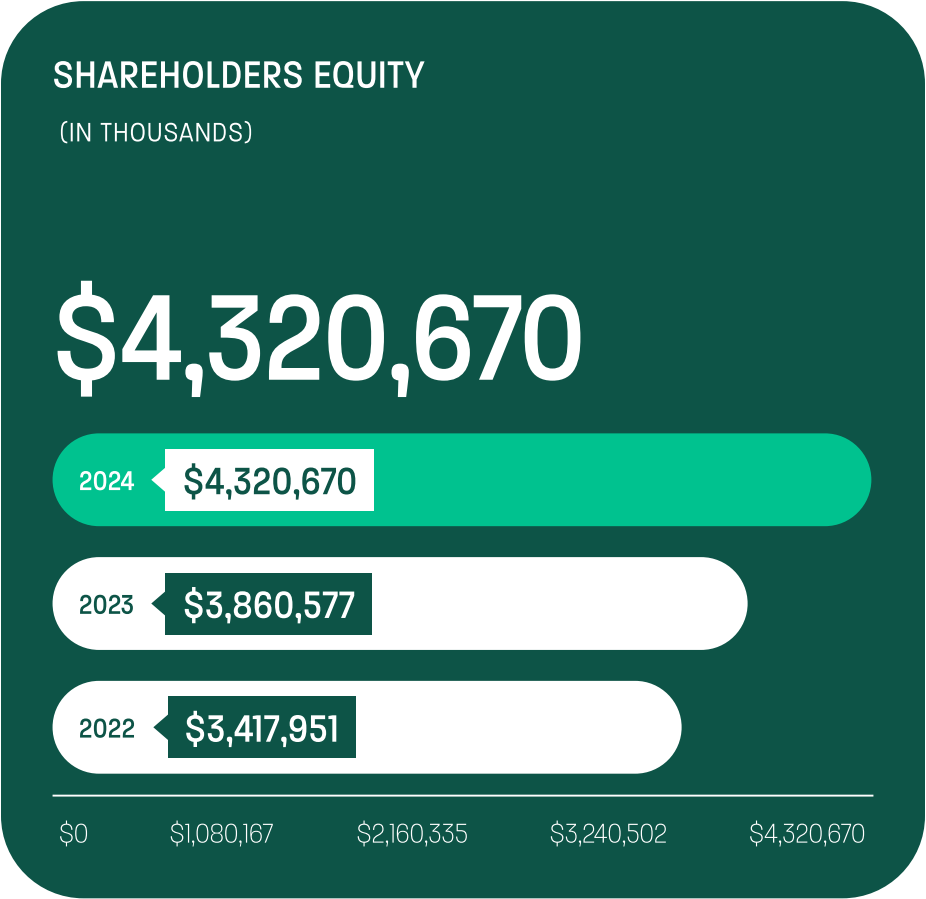 SHAREHOLDERS EQUITY
(IN THOUSANDS)
$4,320,670
2024 $4,320,670
2023 $3,860,577
2022 $3,417,951
$0 $1,080,167 $2,160,335 $3,240,502 $4,320,670